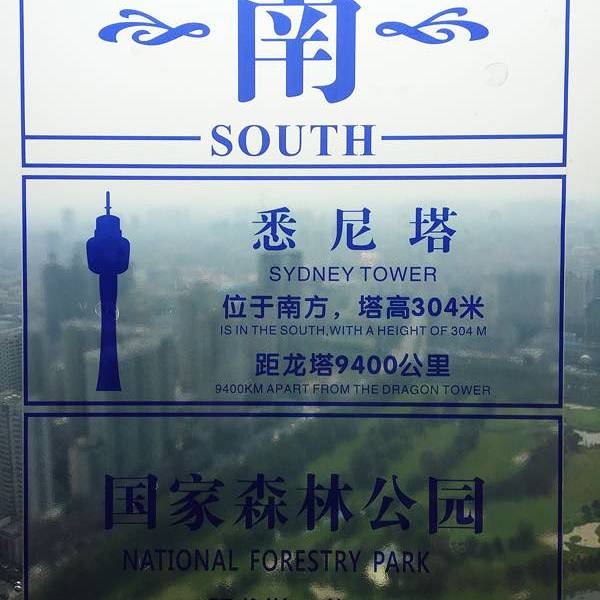 南
SOUTH
悉尼塔
SYDNEY TOWER
位于南方，塔高304米
IS IN THE SOUTH,WITH A HEIGHT OF 304 M
距龙塔9400公里
9400KM APART FROM THE DRAGON TOWER
国家森林公园
NATIONAL FORESTRY PARK